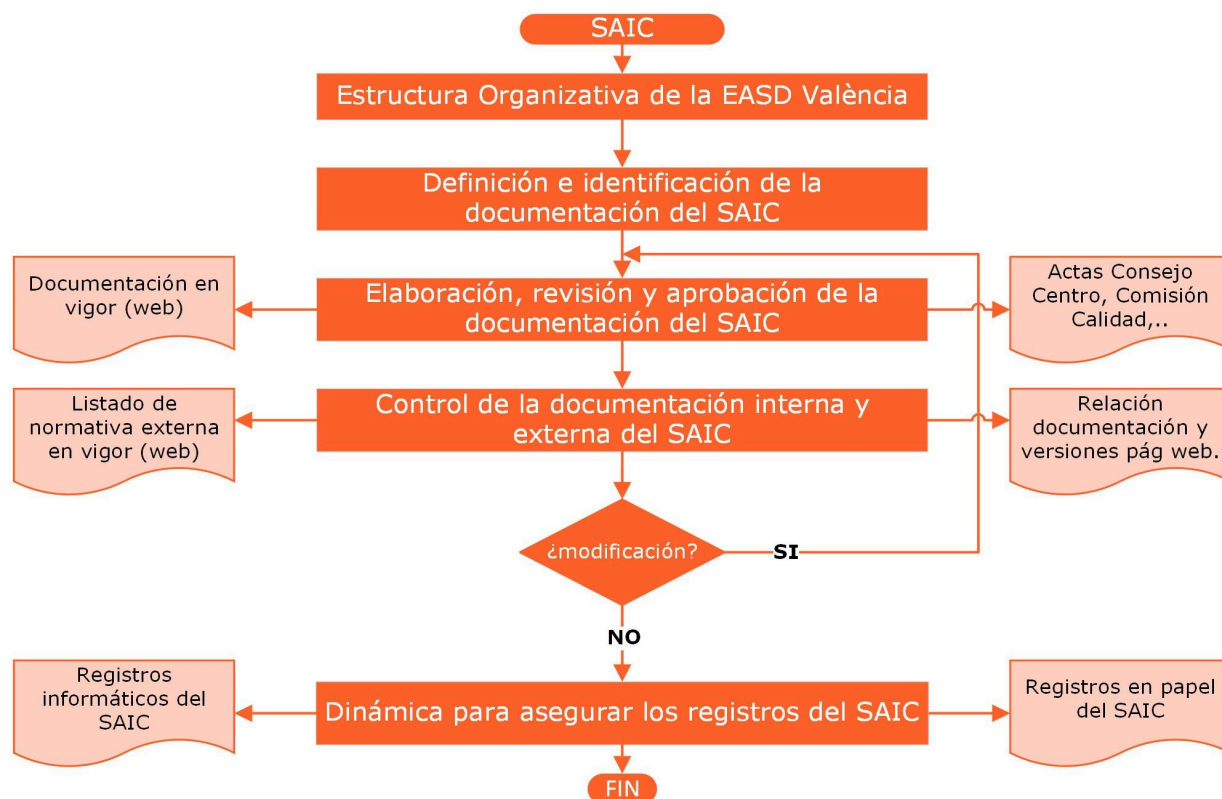 SAIC
Estructura Organizativa de la EASD València
Definición e identificación de la
documentación del SAIC
Documentación en
vigor (web)
Elaboración, revisión y aprobación de la
documentación del SAIC
Actas Consejo
Centro, Comisión
Calidad,..
Listado de
normativa externa
en vigor (web)
Control de la documentación interna y
externa del SAIC
Relación
documentación y
versiones pág web.
¿modificación?
SI
NO
Registros
informáticos del
SAIC
Dinámica para asegurar los registros del SAIC
Registros en papel
del SAIC
FIN